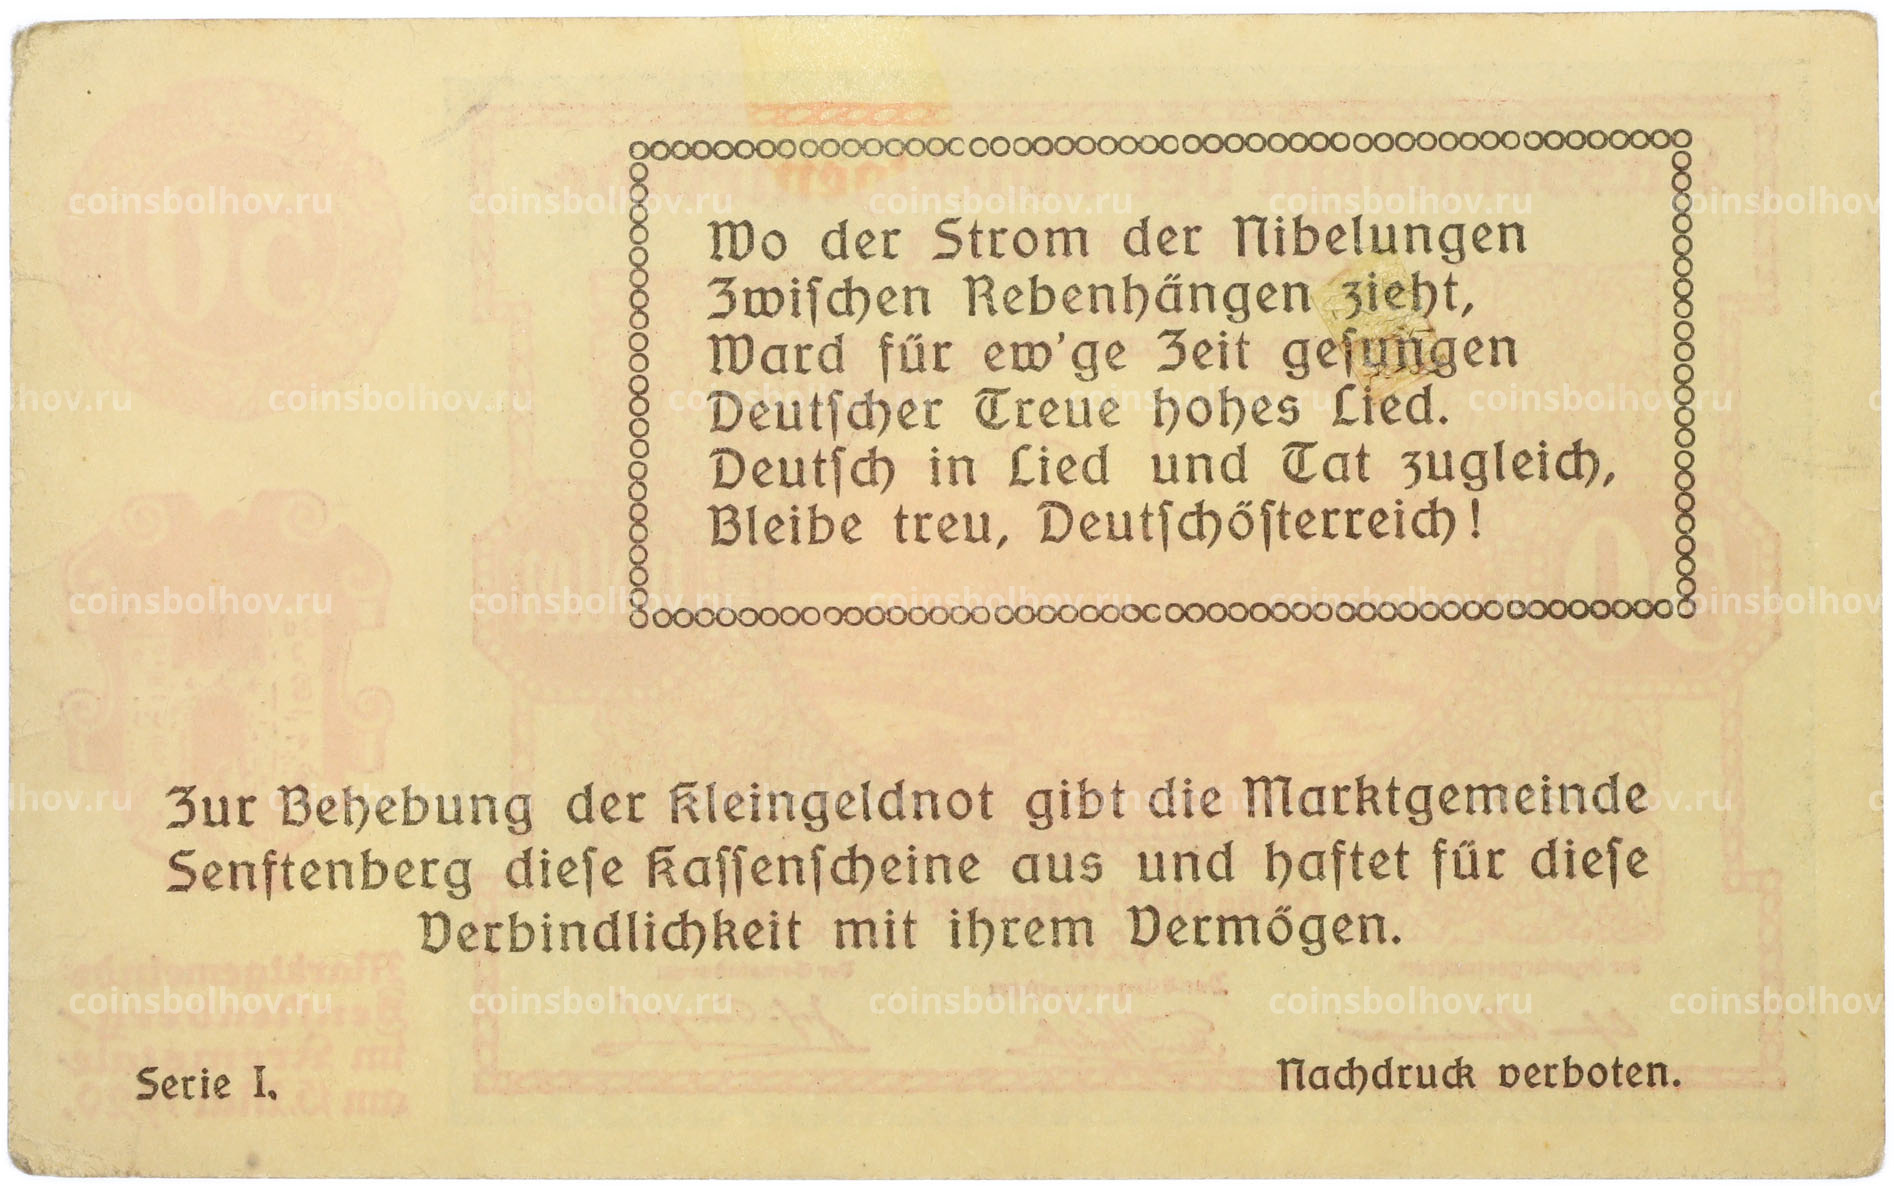 Wo der Strom der Nibelungen
Zwiſchen Rebenhängen zieht,
Ward für ew'ge Zeit geſungen
Deutſcher Treue hohes Lied.
Deutſch in Lied und Tat zugleich,
Bleibe treu, Deutſchöſterreich!
Zur Behebung der Kleingeldnot gibt die Marktgemeinde
Senftenberg dieſe Kaſſenſcheine aus und haftet für dieſe
Verbindlichkeit mit ihrem Vermögen.
Serie I.
Nachdruck verboten.
coinsbolhov.ru